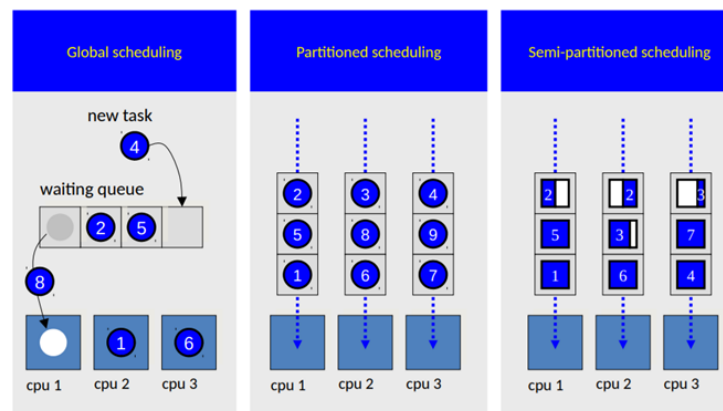 Global scheduling
new task
4
waiting queue
2 5
8
1 6
cpu 1 cpu 2 cpu 3
Partitioned scheduling
2 3 4
5 8 9
1 6 7
cpu 1 cpu 2 cpu 3
Semi-partitioned scheduling
2 2 3
5 3 7
1 6 4
cpu 1 cpu 2 cpu 3